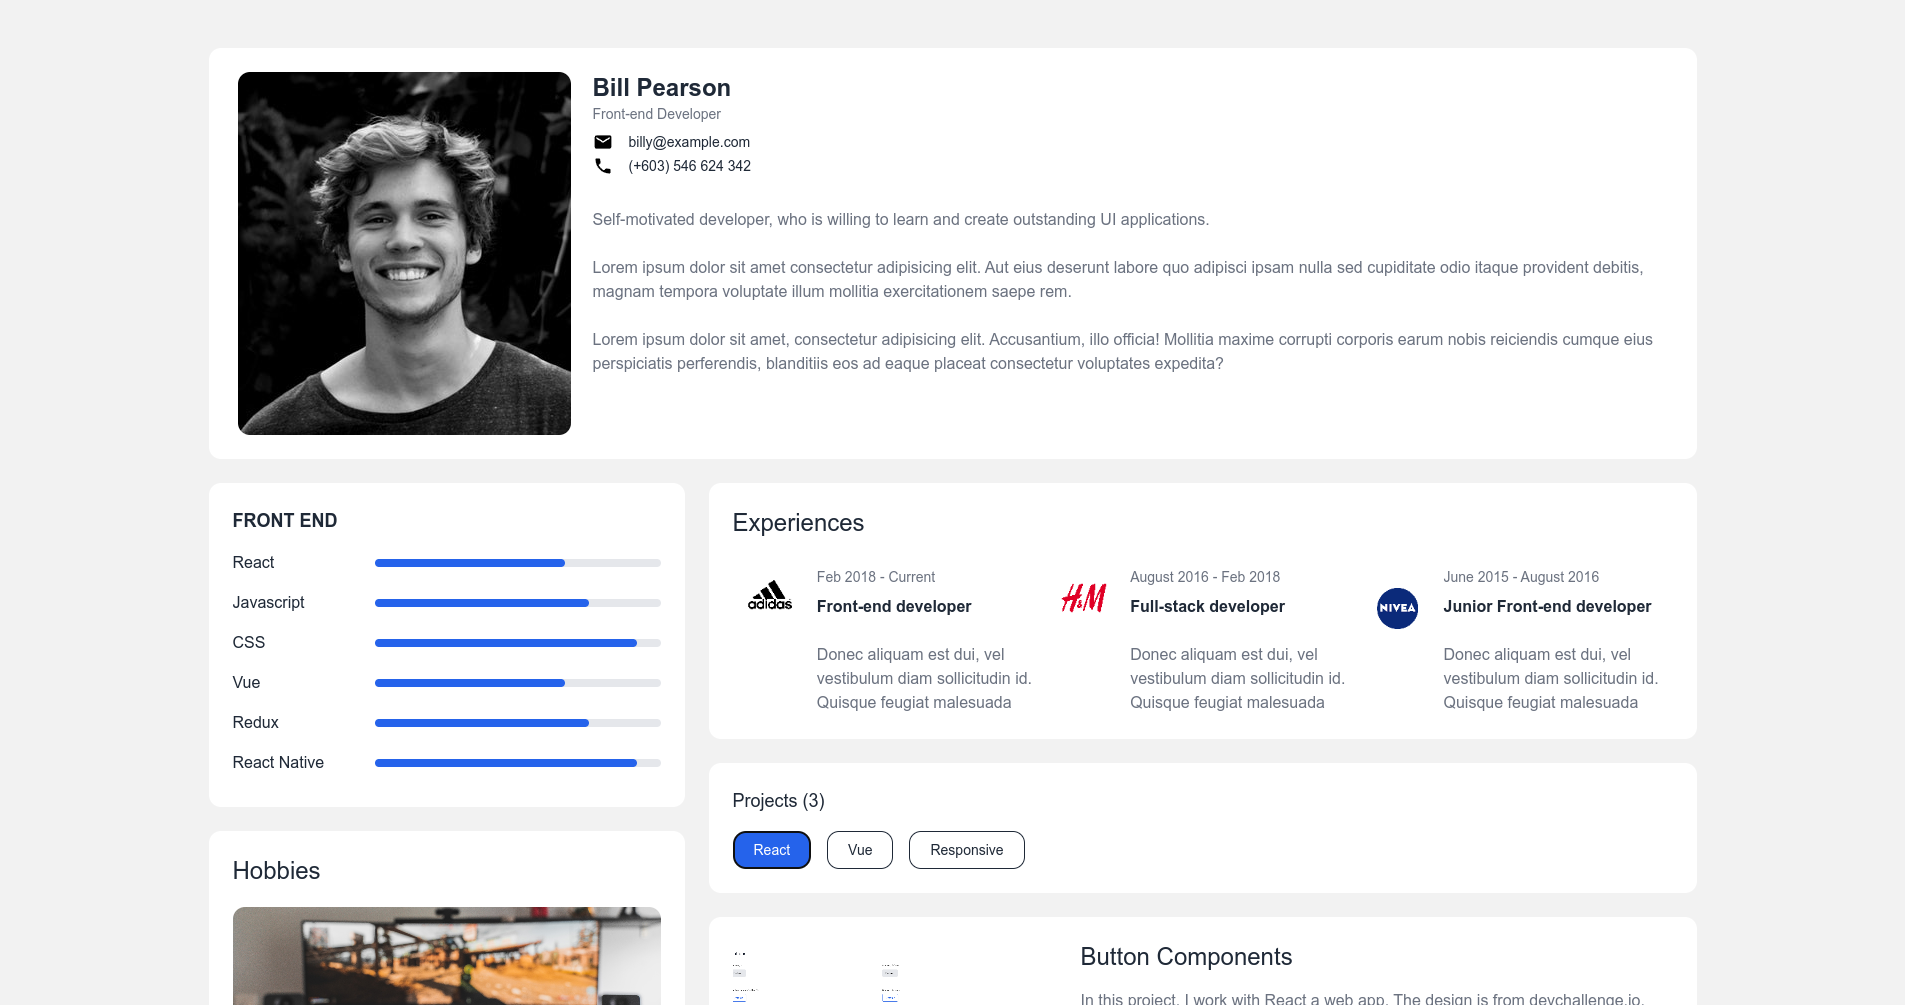 Bill Pearson
Front-end Developer
billy@example.com
(+603) 546 624 342
Self-motivated developer, who is willing to learn and create outstanding UI applications.
Lorem ipsum dolor sit amet consectetur adipisicing elit. Aut eius deserunt labore quo adipisci ipsam nulla sed cupiditate odio itaque provident debitis,
magnam tempora voluptate illum mollitia exercitationem saepe rem.
Lorem ipsum dolor sit amet, consectetur adipisicing elit. Accusantium, illo officia! Mollitia maxime corrupti corporis earum nobis reiciendis cumque eius
perspiciatis perferendis, blanditiis eos ad eaque placeat consectetur voluptates expedita?
FRONT END
React
Javascript
CSS
Vue
Redux
React Native
Hobbies
Experiences
adidas
Feb 2018 - Current
Front-end developer
Donec aliquam est dui, vel
vestibulum diam sollicitudin id.
Quisque feugiat malesuada
H&M
August 2016 - Feb 2018
Full-stack developer
Donec aliquam est dui, vel
vestibulum diam sollicitudin id.
Quisque feugiat malesuada
NIVEA
June 2015 - August 2016
Junior Front-end developer
Donec aliquam est dui, vel
vestibulum diam sollicitudin id.
Quisque feugiat malesuada
Projects (3)
React
Vue
Responsive
Button Components
In this project, I work with React a web app. The design is from devchallenge.io.